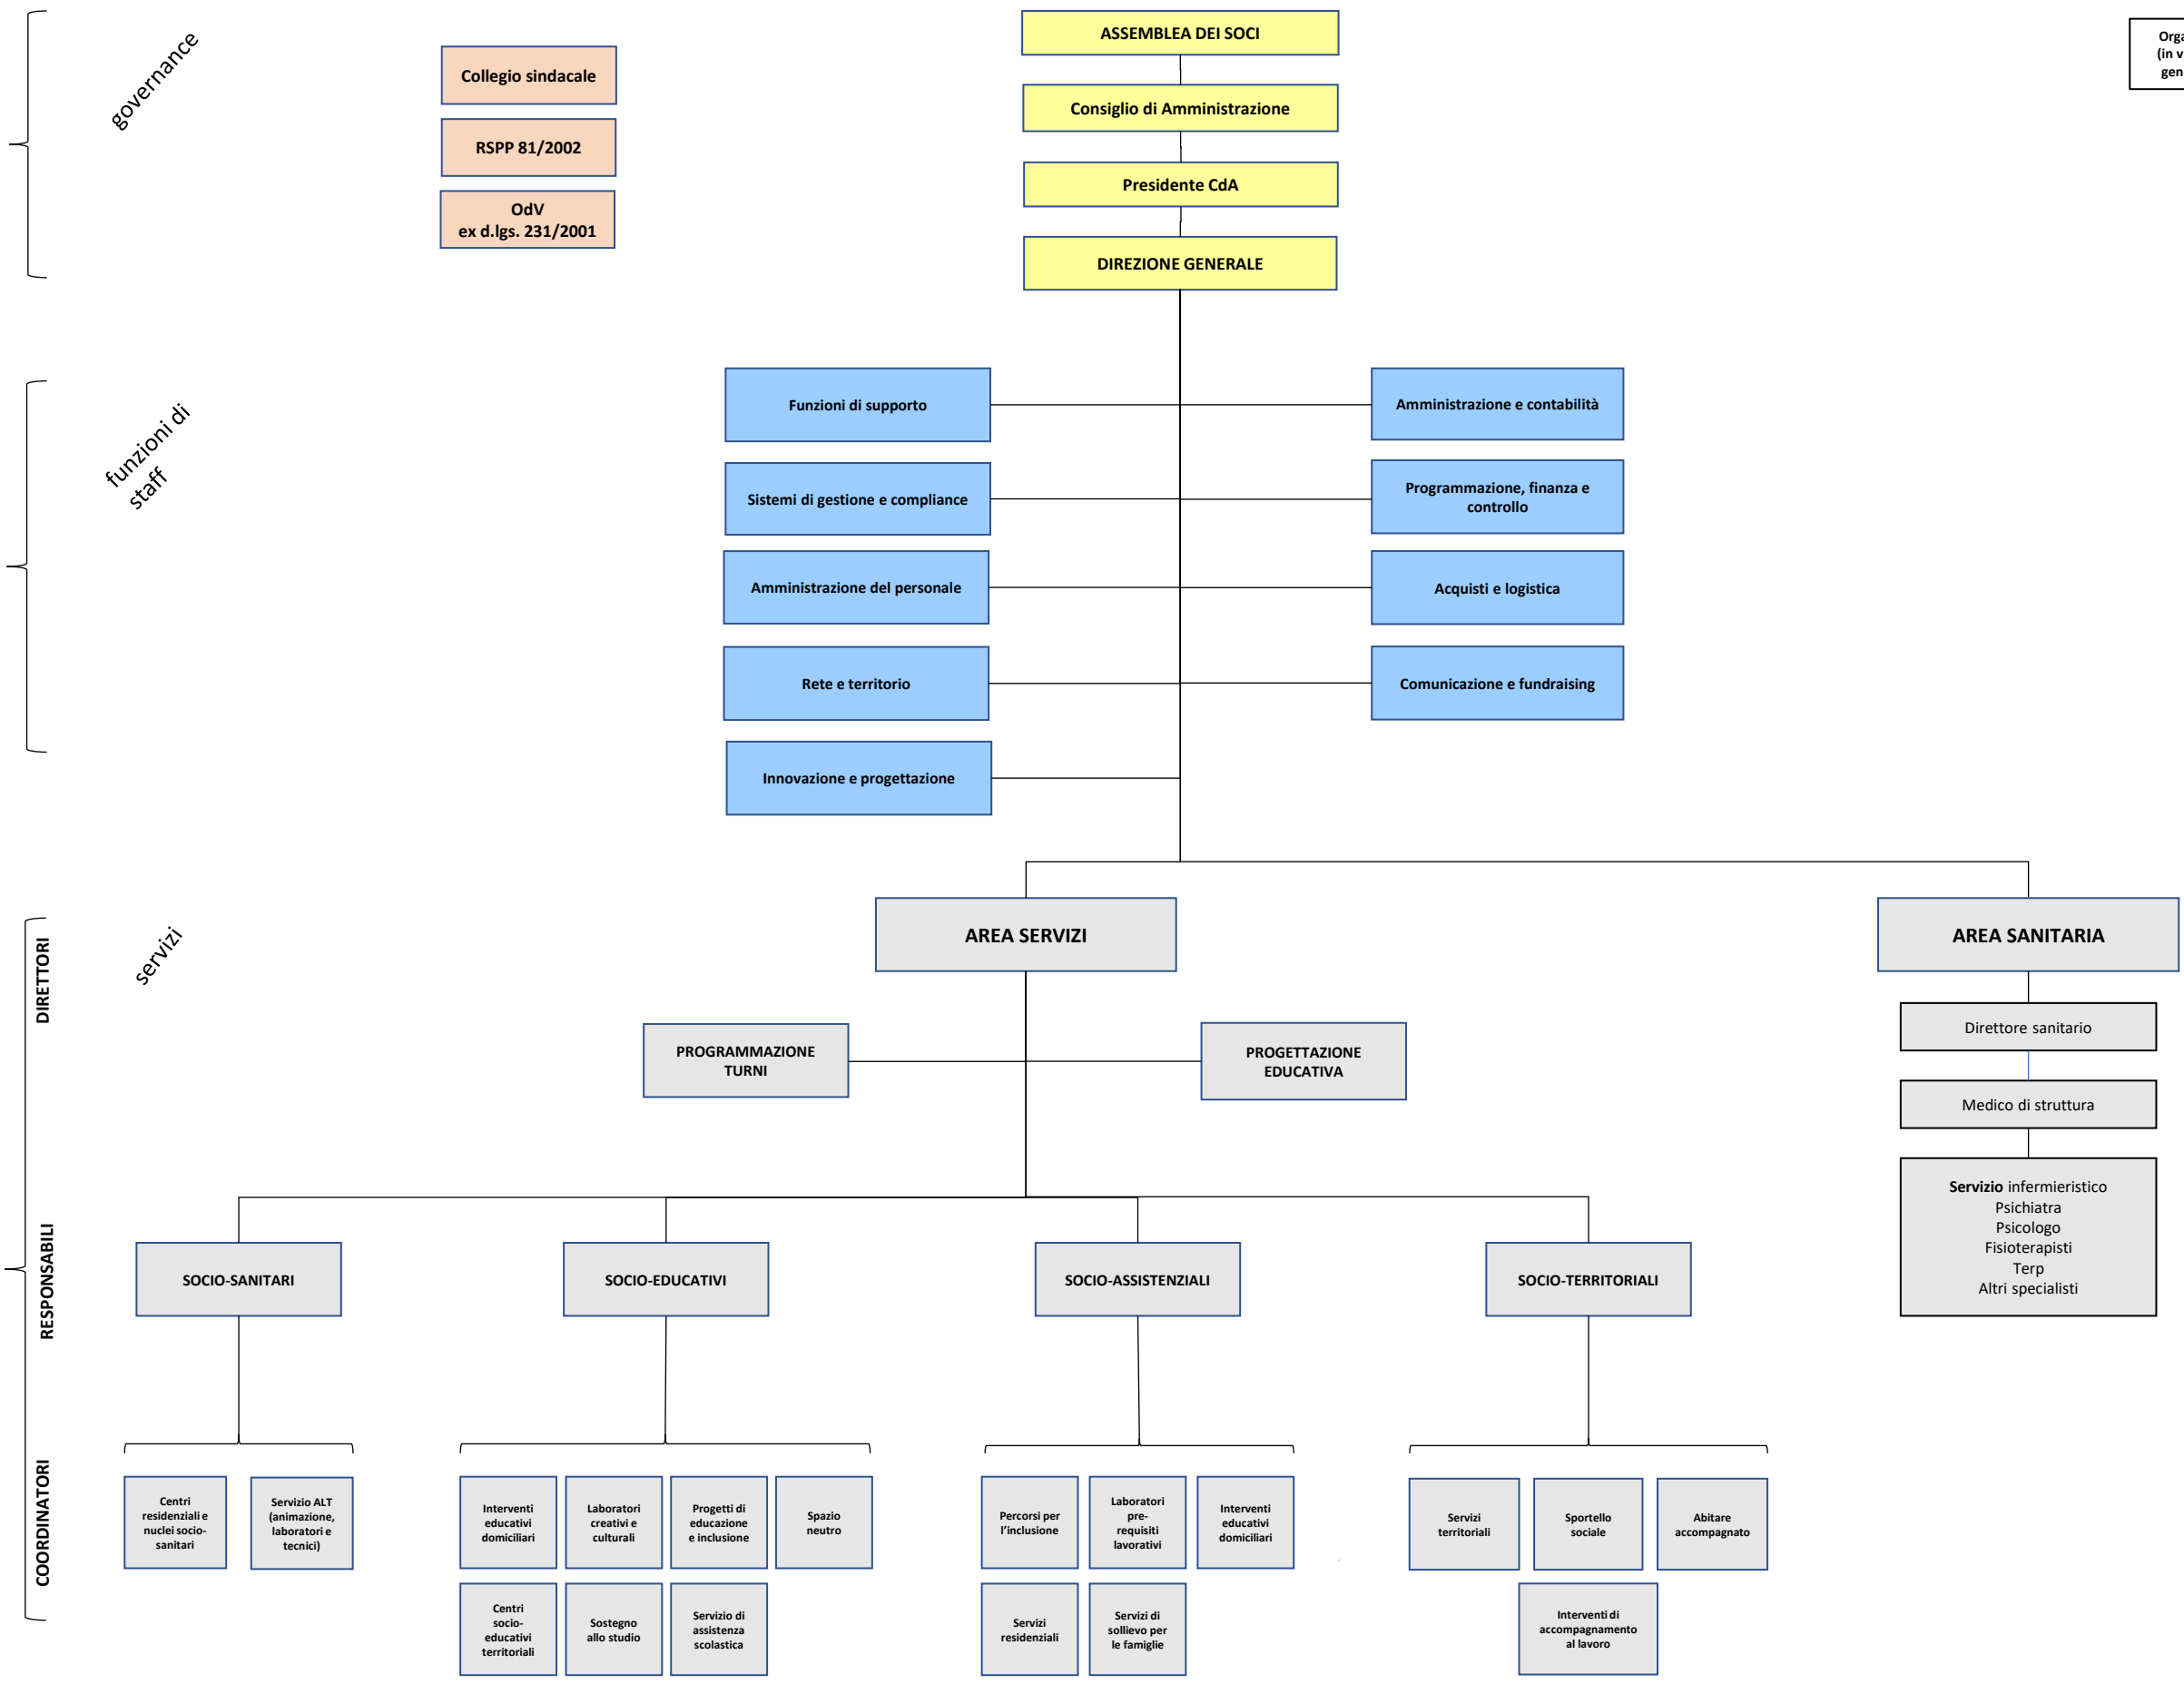 governance
Collegio sindacale
RSPP 81/2002
OdV
ex d.lgs. 231/2001
ASSEMBLEA DEI SOCI
Consiglio di Amministrazione
Presidente CdA
DIREZIONE GENERALE
(in
funzioni di
staff
Funzioni di supporto
Amministrazione e contabilità
Sistemi di gestione e compliance
Programmazione, finanza e
controllo
Amministrazione del personale
Acquisti e logistica
Rete e territorio
Comunicazione e fundraising
Innovazione e progettazione
servizi
DIRETTORI
AREA SERVIZI
AREA SANITARIA
PROGRAMMAZIONE
TURNI
PROGETTAZIONE
EDUCATIVA
Direttore sanitario
Medico di struttura
Servizio infermieristico
Psichiatra
Psicologo
Fisioterapisti
Terp
Altri specialisti
RESPONSABILI
SOCIO-SANITARI
SOCIO-EDUCATIVI
SOCIO-ASSISTENZIALI
SOCIO-TERRITORIALI
COORDINATORI
Centri
residenziali e
nuclei socio-
sanitari
Servizio ALT
(animazione,
laboratori e
tecnici)
Interventi
educativi
domiciliari
Laboratori
creativi e
culturali
Progetti di
educazione
e inclusione
Spazio
neutro
Centri
socio-
educativi
territoriali
Sostegno
allo studio
Servizio di
assistenza
scolastica
Percorsi per
l'inclusione
Laboratori
pre-
requisiti
lavorativi
Interventi
educativi
domiciliari
Servizi
residenziali
Servizi di
sollievo per
le famiglie
Servizi
territoriali
Sportello
sociale
Abitare
accompagnato
Interventi di
accompagnamento
al lavoro